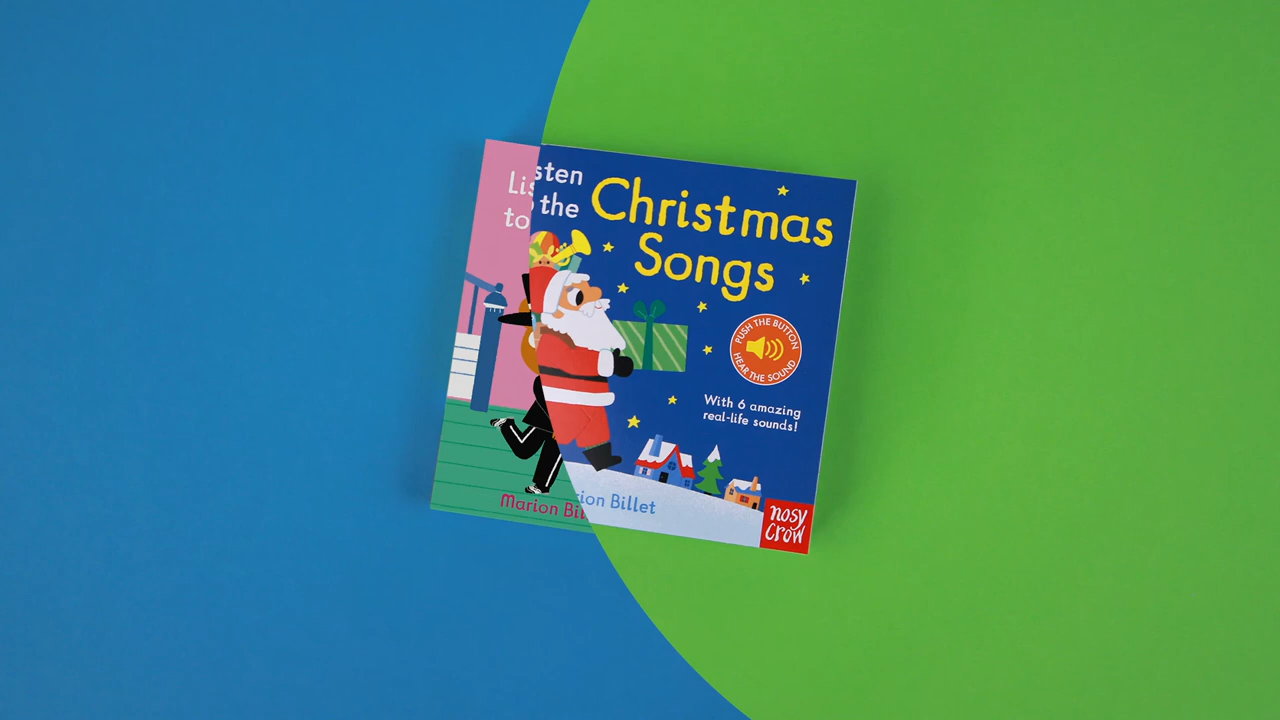 Lis
to
sten
the
Christmas
Songs
PUSH THE BUTTON
HEAR THE SOUND
With 6 amazing
real-life sounds!
Marion Bil
ion Billet
nosy
crow